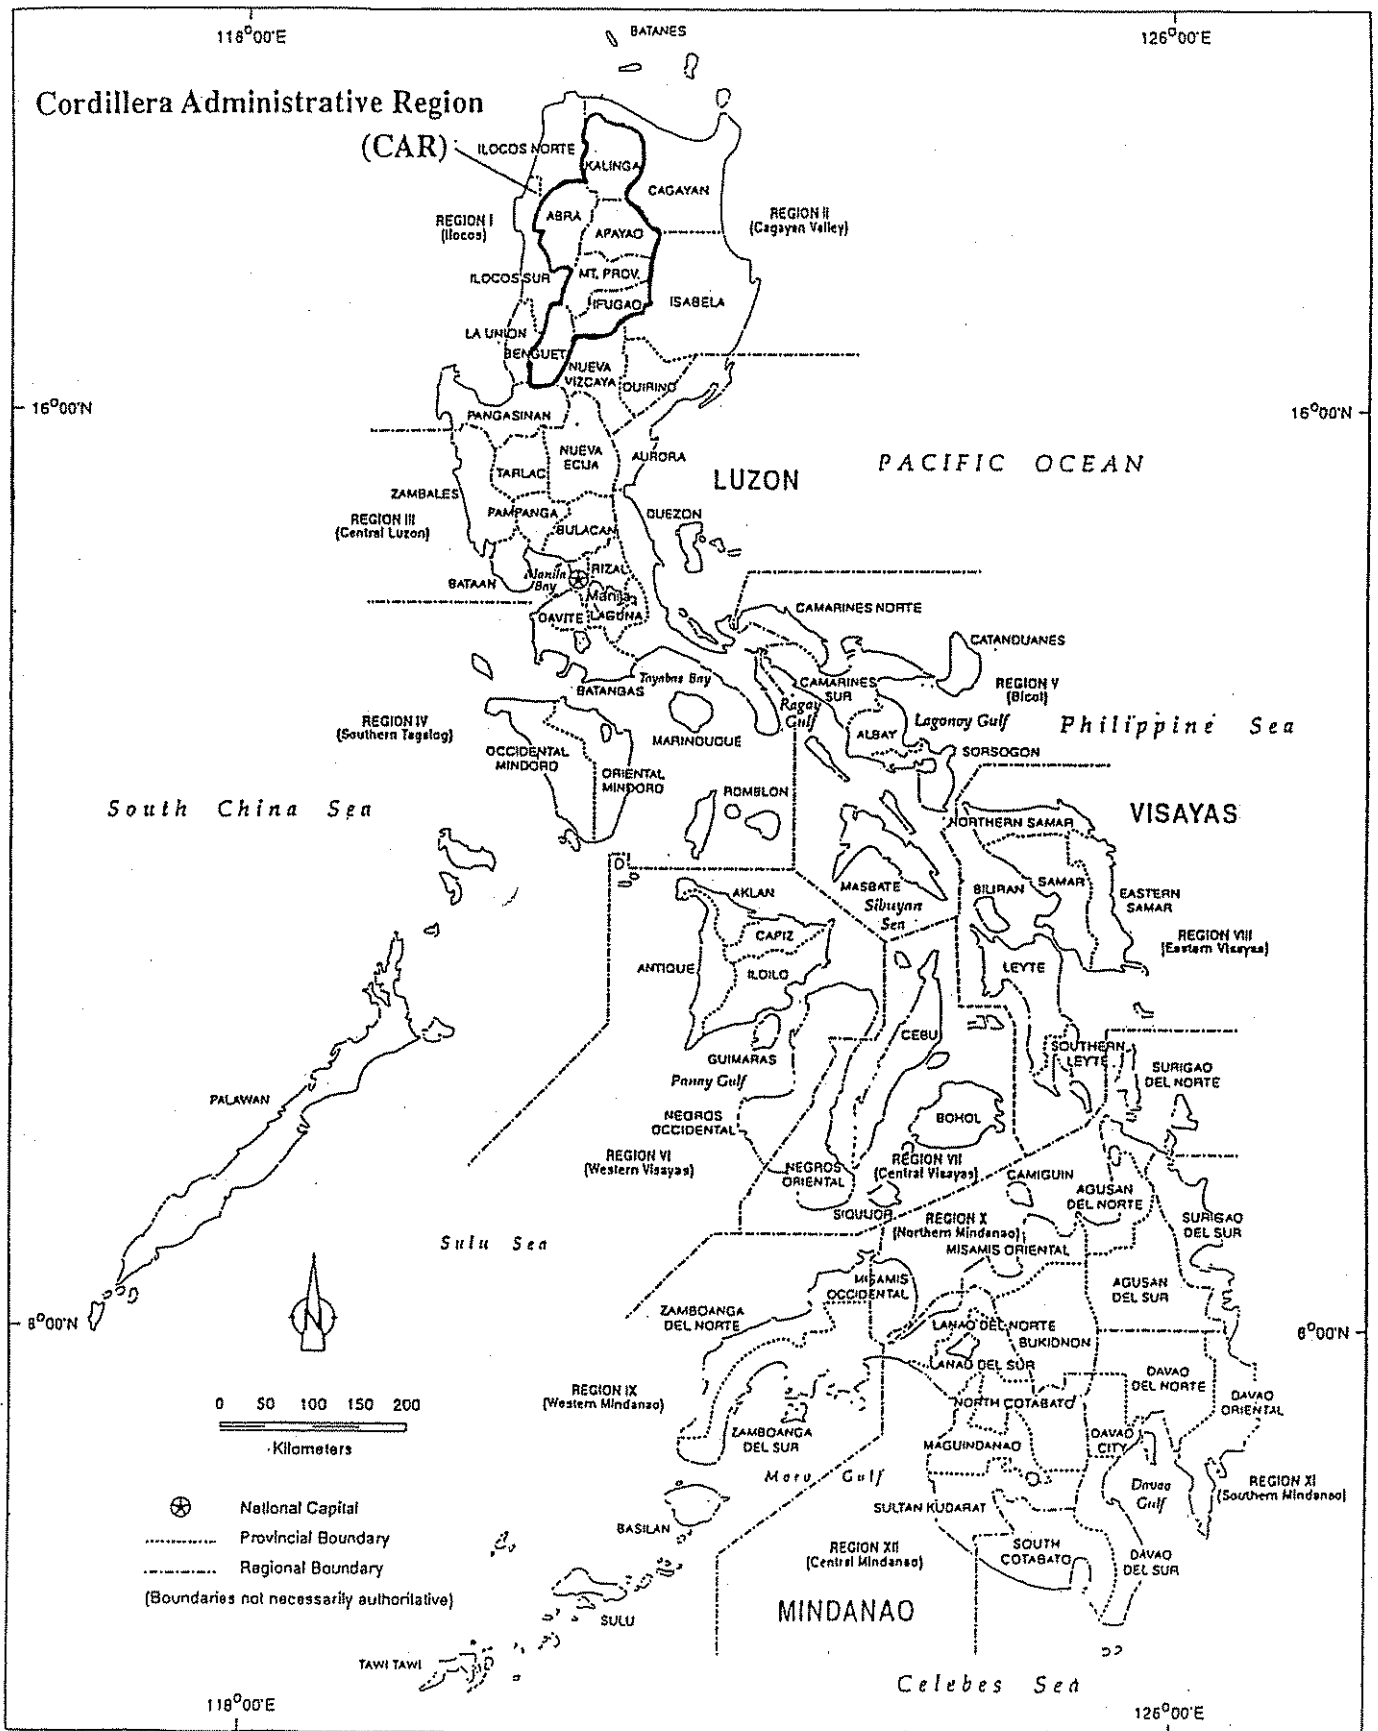 118°00'E
126°00'E
BATANES
Cordillera Administrative Region
(CAR)
ILOCOS NORTE
KALINGA
CAGAYAN
ABRA
REGION I
(Ilocos)
APAYAO
REGION II
(Cagayan Valley)
ILOCOS SUR
MT. PROV.
IFUGAO
ISABELA
LA UNION
BENGUET
NUEVA
VIZCAYA
QUIRINO
16°00'N
16°00'N
PANGASINAN
NUEVA
ECIJA
AURORA
TARLAC
LUZON
PACIFIC OCEAN
ZAMBALES
PAMPANGA
QUEZON
REGION III
(Central Luzon)
BULACAN
BATAAN
Manila
Bay
RIZAL
Manila
CAVITE
LAGUNA
CAMARINES NORTE
CATANDUANES
BATANGAS
Tayabas Bay
CAMARINES
SUR
REGION V
(Bicol)
Ragay
Gulf
Lagonoy Gulf
Philippine Sea
REGION IV
(Southern Tagalog)
MARINDUQUE
ALBAY
OCCIDENTAL
MINDORO
SORSOGON
ORIENTAL
MINDORO
ROMBLON
South China Sea
VISAYAS
NORTHERN SAMAR
MASBATE
Sibuyan
Sea
BILIRAN
SAMAR
EASTERN
SAMAR
AKLAN
CAPIZ
REGION VIII
(Eastern Visayas)
ANTIQUE
ILOILO
LEYTE
CEBU
GUIMARAS
SOUTHERN
LEYTE
SURIGAO
DEL NORTE
Panay Gulf
PALAWAN
NEGROS
OCCIDENTAL
BOHOL
REGION VI
(Western Visayas)
NEGROS
ORIENTAL
REGION VII
(Central Visayas)
CAMIGUIN
AGUSAN
DEL NORTE
SIQUIJOR
REGION X
(Northern Mindanao)
SURIGAO
DEL SUR
Sulu Sea
MISAMIS ORIENTAL
MISAMIS
OCCIDENTAL
AGUSAN
DEL SUR
N
ZAMBOANGA
DEL NORTE
8°00'N
8°00'N
LANAO DEL NORTE
BUKIDNON
LANAO DEL SUR
DAVAO
DEL NORTE
REGION IX
(Western Mindanao)
DAVAO
ORIENTAL
0 50 100 150 200
Kilometers
NORTH COTABATO
ZAMBOANGA
DEL SUR
MAGUINDANAO
DAVAO
CITY
Moro Gulf
Davao
Gulf
REGION XI
(Southern Mindanao)
SULTAN KUDARAT
National Capital
Provincial Boundary
Regional Boundary
(Boundaries not necessarily authoritative)
BASILAN
REGION XII
(Central Mindanao)
SOUTH
COTABATO
DAVAO
DEL SUR
SULU
MINDANAO
TAWI TAWI
Celebes Sea
118°00'E
126°00'E